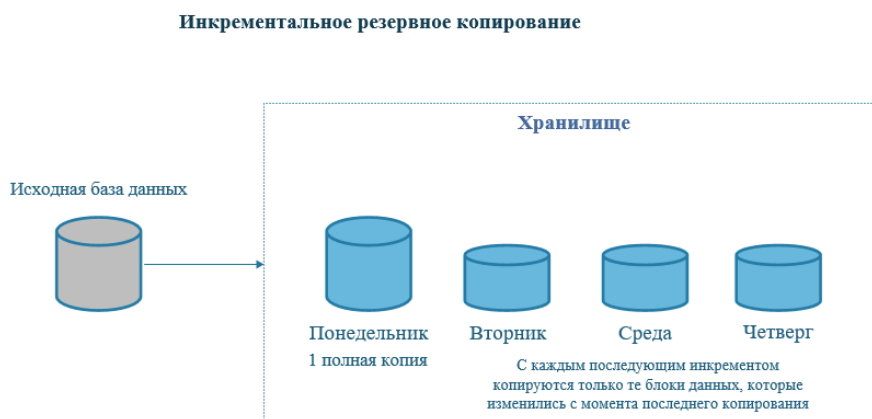 Инкрементальное резервное копирование
Хранилище
Исходная база данных
Понедельник
1 полная копия
Вторник
Среда
Четверг
С каждым последующим инкрементом
копируются только те блоки данных, которые
изменились с момента последнего копирования